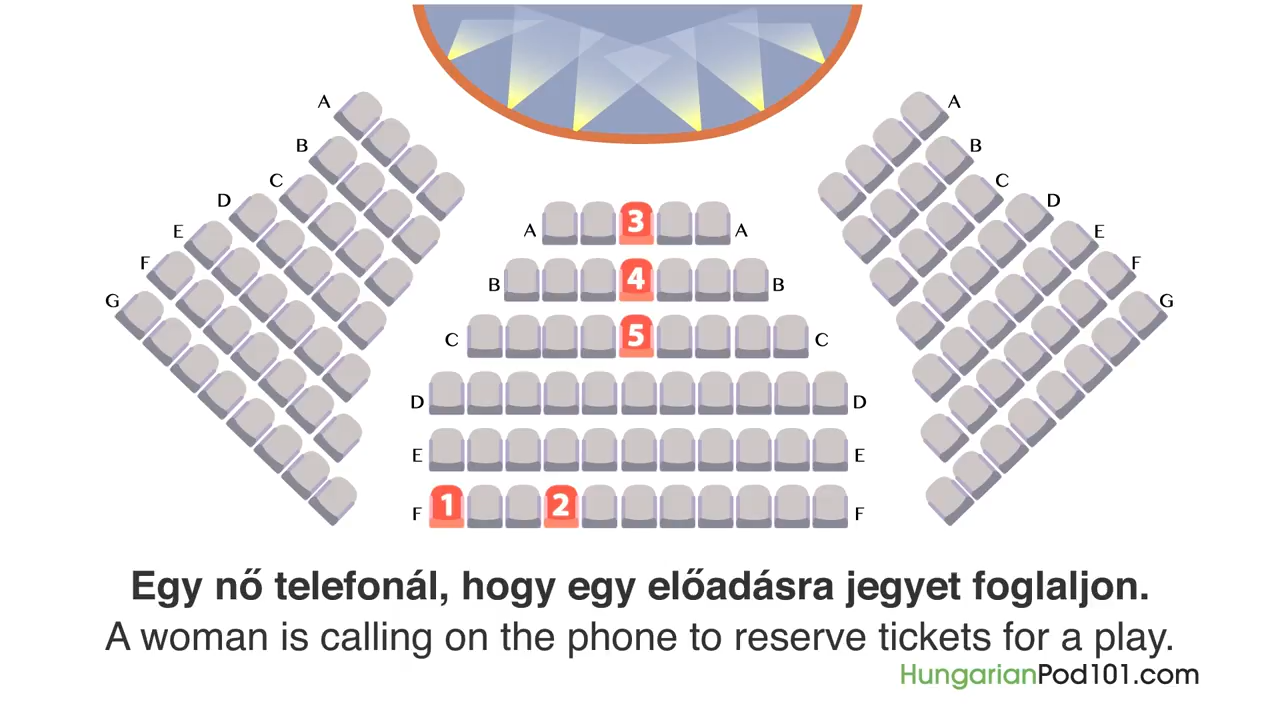 A A
B B
C C
D D
E E
F F
G G
A 3 A
B 4 B
C 5 C
D D
E E
F 1 2 F
Egy nő telefonál, hogy egy előadásra jegyet foglaljon.
A woman is calling on the phone to reserve tickets for a play.
HungarianPod101.com